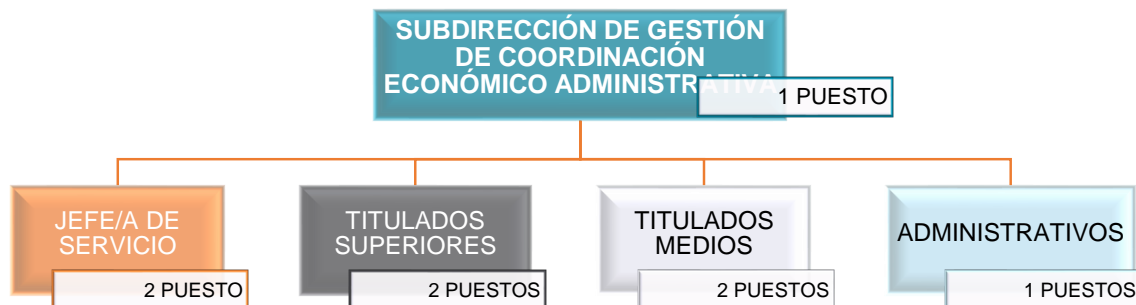 SUBDIRECCIÓN DE GESTIÓN
DE COORDINACIÓN
ECONÓMICO ADMINISTRATIVA
1 PUESTO
JEFE/A DE
SERVICIO
2 PUESTO
TITULADOS
SUPERIORES
2 PUESTOS
TITULADOS
MEDIOS
2 PUESTOS
ADMINISTRATIVOS
1 PUESTOS